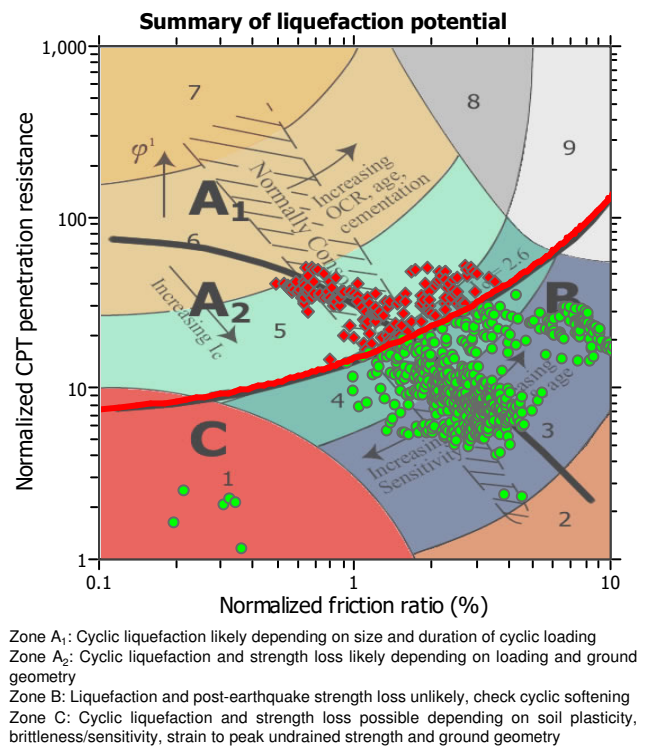 Summary of liquefaction potential
1,000
7
8
φ¹
9
Normally Cons
Increasing
OCR, age,
cementation
A₁
100
6
= 2.6
A₂
B
Increasing Ic
5
Normalized CPT penetration resistance
10
4
age
C
3
Increasing
Sensitivity
1
2
1
0.1
1
10
Normalized friction ratio (%)
Zone A₁: Cyclic liquefaction likely depending on size and duration of cyclic loading
Zone A₂: Cyclic liquefaction and strength loss likely depending on loading and ground
geometry
Zone B: Liquefaction and post-earthquake strength loss unlikely, check cyclic softening
Zone C: Cyclic liquefaction and strength loss possible depending on soil plasticity,
brittleness/sensitivity, strain to peak undrained strength and ground geometry